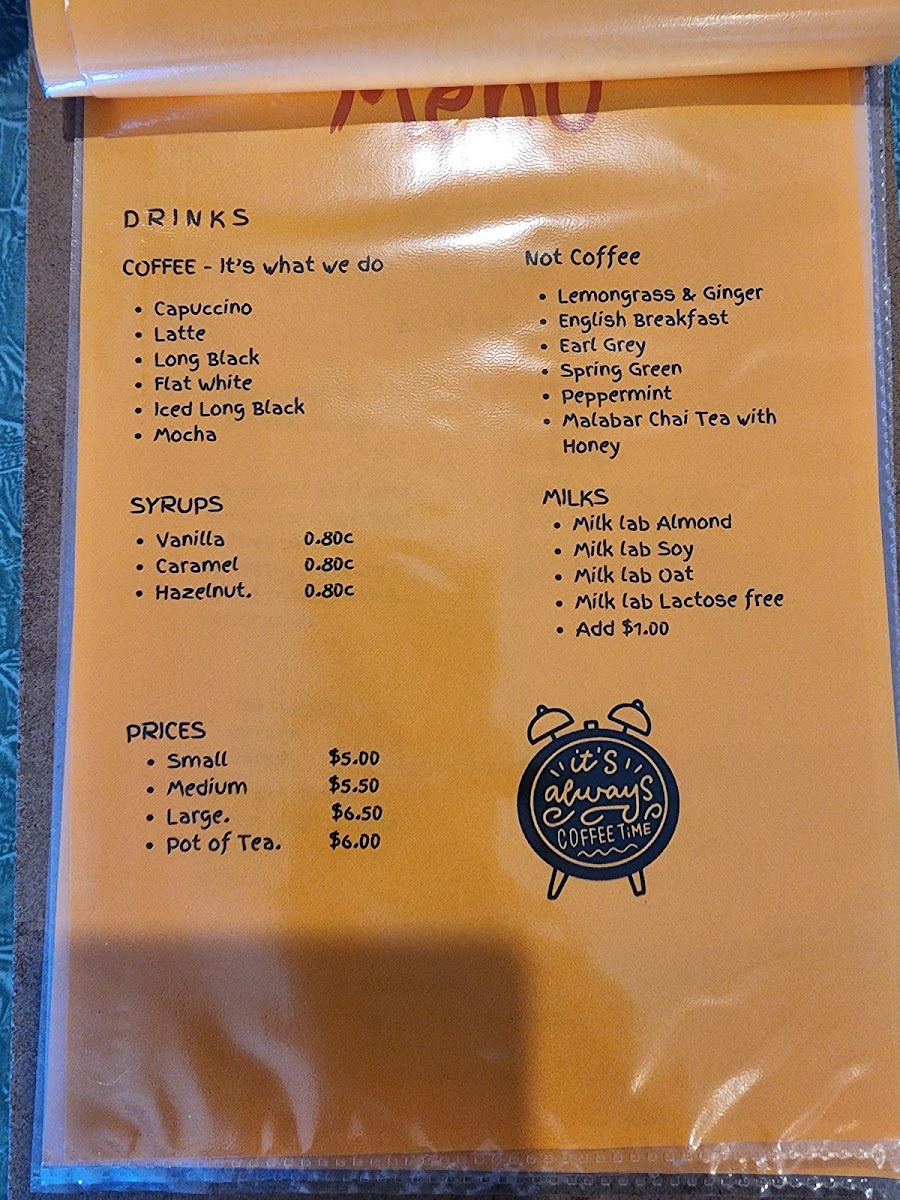 Menu
DRINKS
COFFEE - It's what we do
• Capuccino
• Latte
• Long Black
• Flat White
• Iced Long Black
• Mocha
SYRUPS
• Vanilla 0.80c
• Caramel 0.80c
• Hazelnut. 0.80c
PRICES
• Small $5.00
• Medium $5.50
• Large. $6.50
• Pot of Tea. $6.00
Not Coffee
• Lemongrass & Ginger
• English Breakfast
• Earl Grey
• Spring Green
• Peppermint
• Malabar Chai Tea with
Honey
MILKS
• Milk lab Almond
• Milk lab Soy
• Milk lab Oat
• Milk lab Lactose free
• Add $1.00
it's
always
COFFEE TiME